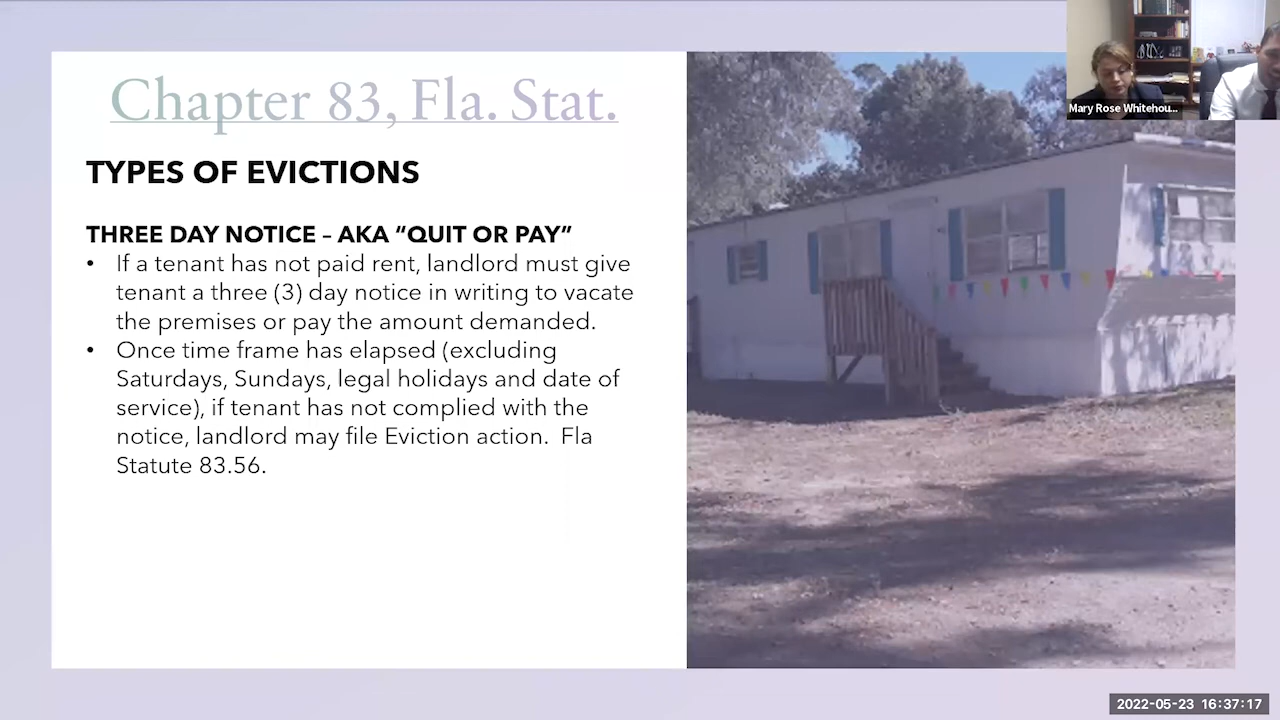 Chapter 83, Fla. Stat.
TYPES OF EVICTIONS
THREE DAY NOTICE – AKA “QUIT OR PAY”
• If a tenant has not paid rent, landlord must give
tenant a three (3) day notice in writing to vacate
the premises or pay the amount demanded.
• Once time frame has elapsed (excluding
Saturdays, Sundays, legal holidays and date of
service), if tenant has not complied with the
notice, landlord may file Eviction action.  Fla
Statute 83.56.
Mary Rose Whitehou...
2022-05-23 16:37:17